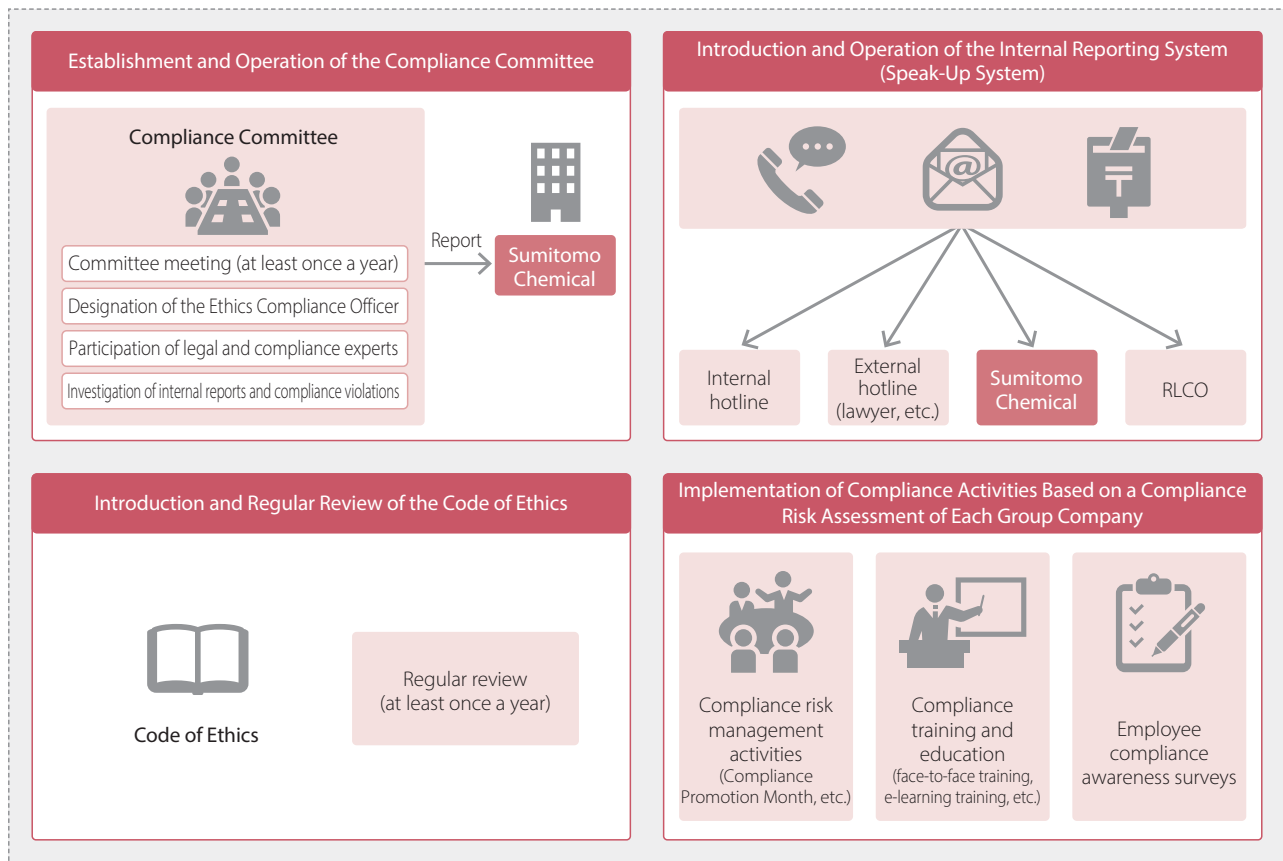 Establishment and Operation of the Compliance Committee
Compliance Committee
Committee meeting (at least once a year)
Designation of the Ethics Compliance Officer
Participation of legal and compliance experts
Investigation of internal reports and compliance violations
Report
Sumitomo
Chemical
Introduction and Operation of the Internal Reporting System
(Speak-Up System)
@
〒
Internal
hotline
External
hotline
(lawyer, etc.)
Sumitomo
Chemical
RLCO
Introduction and Regular Review of the Code of Ethics
Code of Ethics
Regular review
(at least once a year)
Implementation of Compliance Activities Based on a Compliance
Risk Assessment of Each Group Company
Compliance risk
management
activities
(Compliance
Promotion Month, etc.)
Compliance
training and
education
(face-to-face training,
e-learning training, etc.)
Employee
compliance
awareness surveys